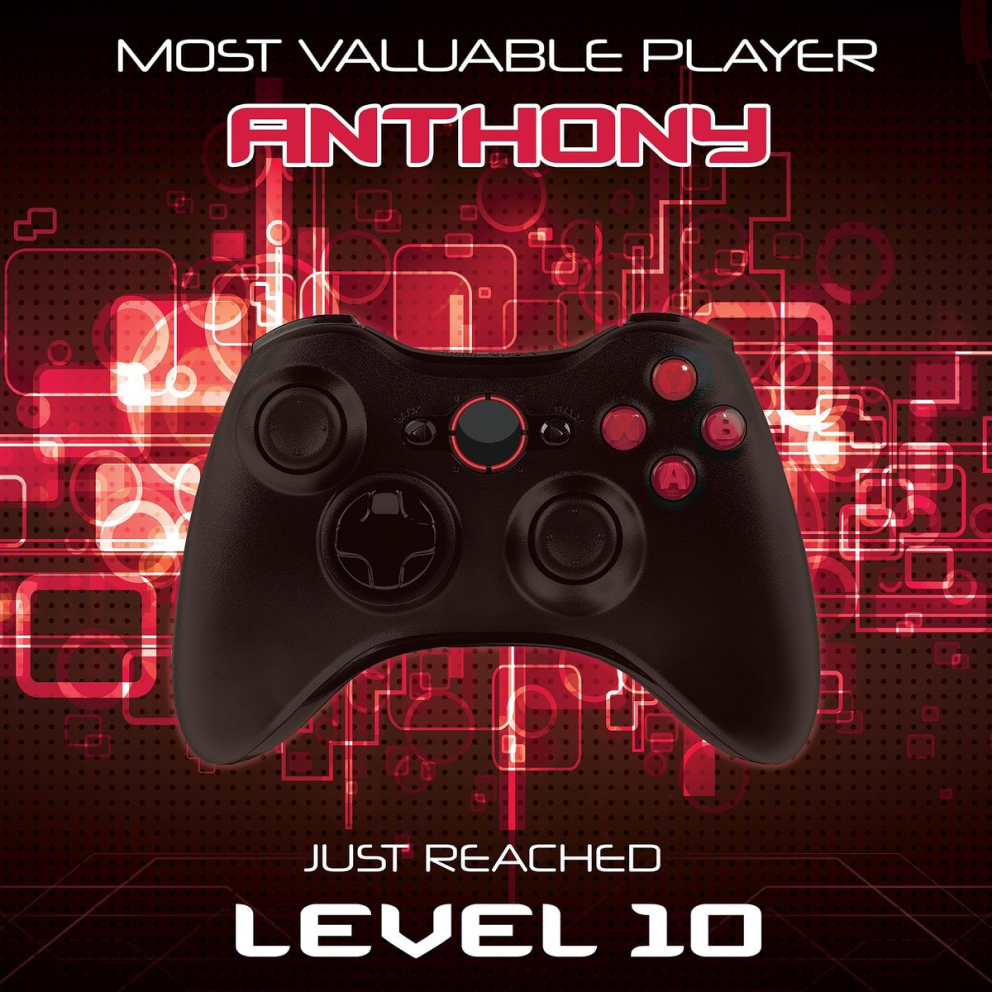 MOST VALUABLE PLAYER
ANTHONY
Y
B
A
JUST REACHED
LEVEL 10